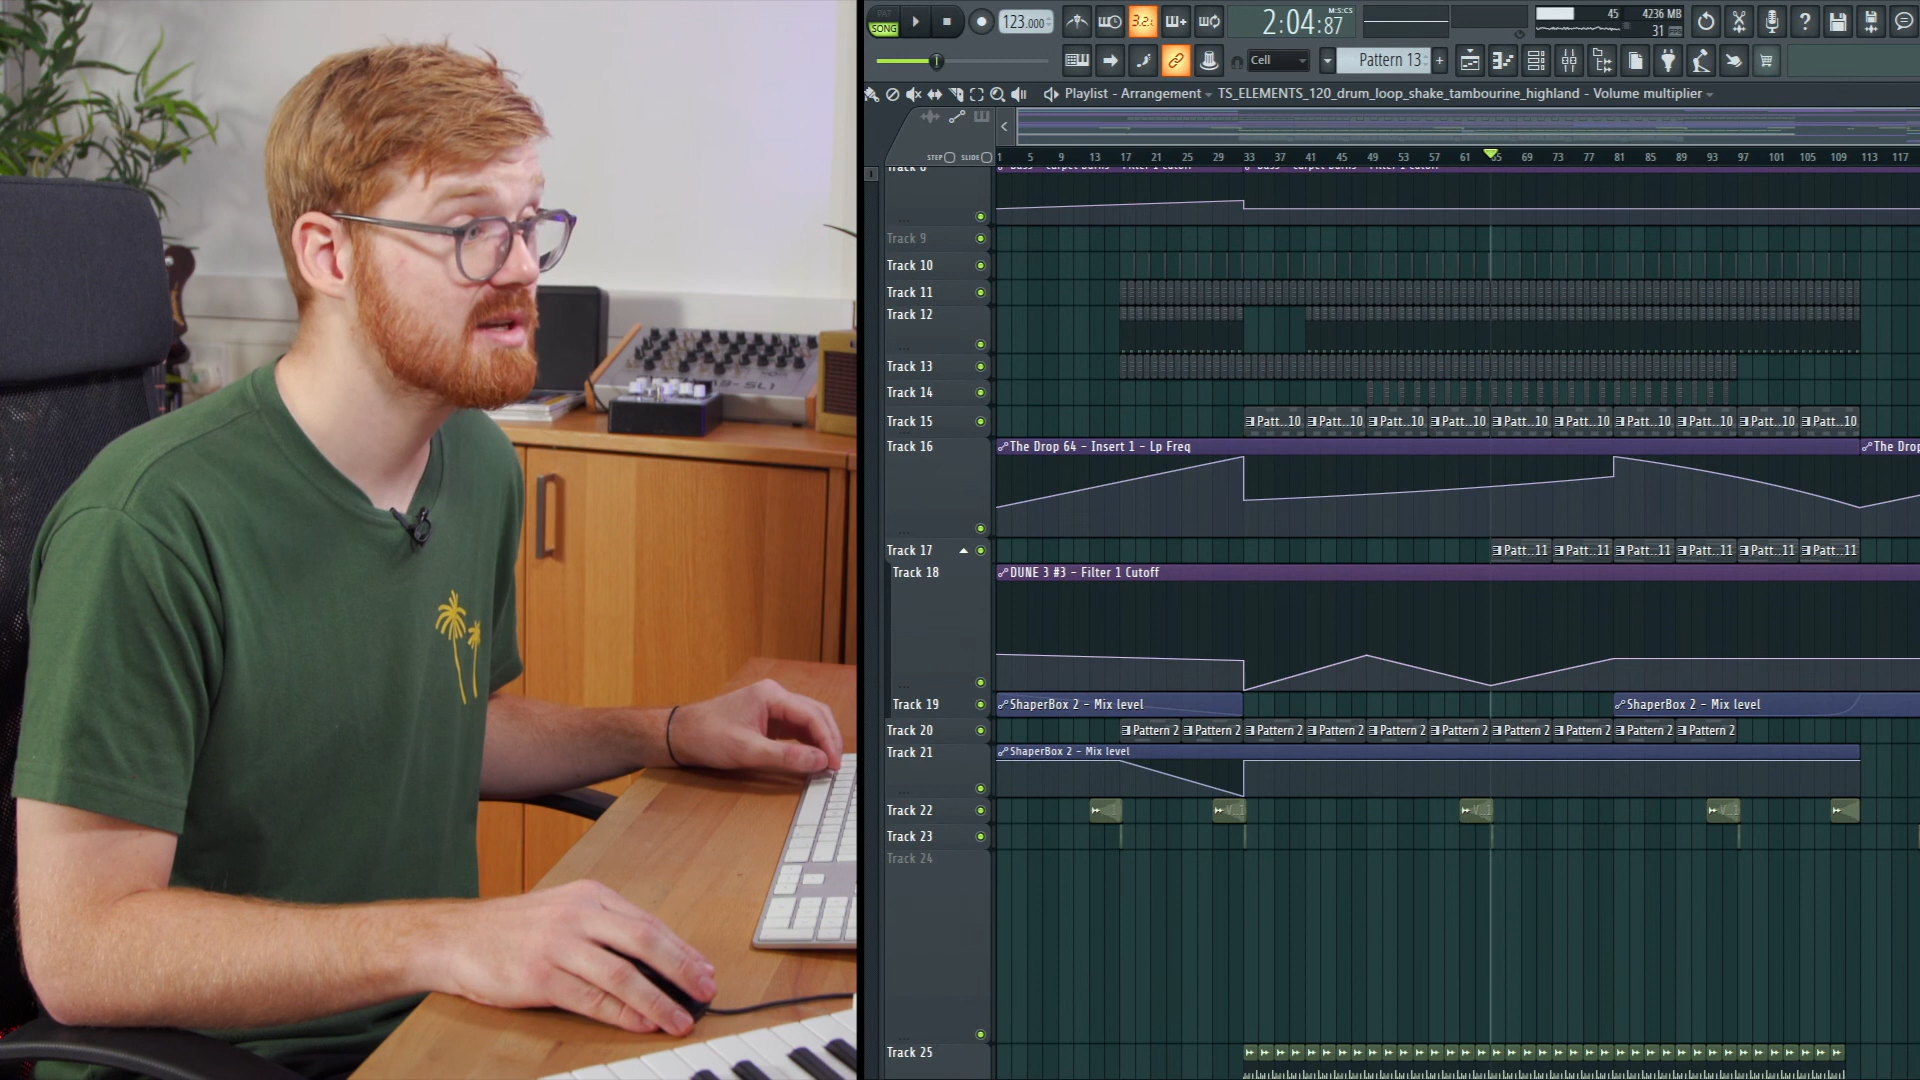 PAT
SONG
123.000
3.2.
2:04:87
M:S:CS
45
4236 MB
31
Cell
Pattern 13
+
Playlist - Arrangement
TS_ELEMENTS_120_drum_loop_shake_tambourine_highland - Volume multiplier
STEP
SLIDE
1 5 9 13 17 21 25 29 33 37 41 45 49 53 57 61 65 69 73 77 81 85 89 93 97 101 105 109 113 117
Track 9
Track 10
Track 11
Track 12
Track 13
Track 14
Track 15
Patt..10 Patt..10 Patt..10 Patt..10 Patt..10 Patt..10 Patt..10 Patt..10 Patt..10 Patt..10
Track 16
The Drop 64 - Insert 1 - Lp Freq
The Drop
Track 17
Patt..11 Patt..11 Patt..11 Patt..11 Patt..11 Patt..11
Track 18
DUNE 3 #3 - Filter 1 Cutoff
Track 19
ShaperBox 2 - Mix level
ShaperBox 2 - Mix level
Track 20
Pattern 2 Pattern 2 Pattern 2 Pattern 2 Pattern 2 Pattern 2 Pattern 2 Pattern 2 Pattern 2 Pattern 2
Track 21
ShaperBox 2 - Mix level
Track 22
Track 23
Track 24
Track 25